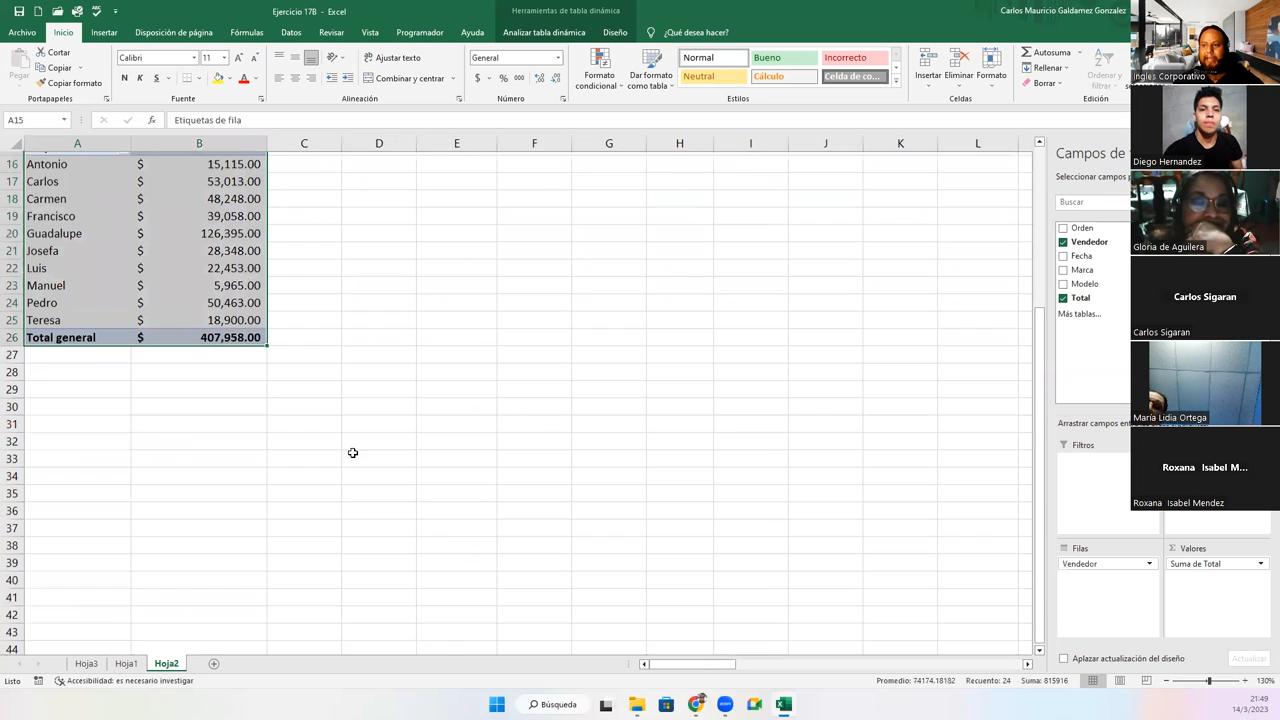 Ejercicio 17B - Excel
Herramientas de tabla dinámica
Carlos Mauricio Galdamez Gonzalez
Archivo Inicio Insertar Disposición de página Fórmulas Datos Revisar Vista Programador Ayuda Analizar tabla dinámica Diseño ¿Qué desea hacer?
Pegar
Cortar
Copiar
Copiar formato
Portapapeles
Calibri 11
N K S
Fuente
Ajustar texto
Combinar y centrar
Alineación
General
$ % 000
Número
Formato condicional
Dar formato como tabla
Normal Bueno Incorrecto
Neutral Cálculo Celda de co...
Estilos
Insertar Eliminar Formato
Celdas
Autosuma
Rellenar
Borrar
Ordenar y filtrar
Edición
A15
Etiquetas de fila
A B C D E F G H I J K L
16 Antonio $ 15,115.00
17 Carlos $ 53,013.00
18 Carmen $ 48,248.00
19 Francisco $ 39,058.00
20 Guadalupe $ 126,395.00
21 Josefa $ 28,348.00
22 Luis $ 22,453.00
23 Manuel $ 5,965.00
24 Pedro $ 50,463.00
25 Teresa $ 18,900.00
26 Total general $ 407,958.00
27
28
29
30
31
32
33
34
35
36
37
38
39
40
41
42
43
44
Campos de
Seleccionar campos
Buscar
Orden
Vendedor
Fecha
Marca
Modelo
Total
Más tablas...
Arrastrar campos
Filtros
Filas
Vendedor
Σ Valores
Suma de Total
Aplazar actualización del diseño
Actualizar
Ingles Corporativo
Diego Hernandez
Gloria de Aguilera
Carlos Sigaran
Carlos Sigaran
María Lidia Ortega
Roxana Isabel M...
Roxana Isabel Mendez
Hoja3 Hoja1 Hoja2
Listo
Accesibilidad: es necesario investigar
Promedio: 74174.18182 Recuento: 24 Suma: 815916
130%
Búsqueda
21:49
14/3/2023